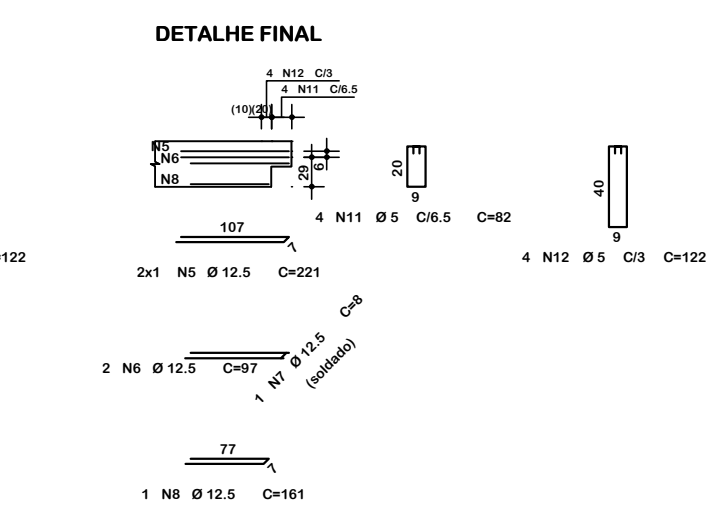 DETALHE FINAL
4 N12 C/3
4 N11 C/6.5
(10)(20)
N5
N6
N8
29
6
20
9
4 N11 Ø 5 C/6.5 C=82
40
9
4 N12 Ø 5 C/3 C=122
=122
107
7
2x1 N5 Ø 12.5 C=221
2 N6 Ø 12.5 C=97
1 N7 Ø 12.5 C=8
(soldado)
77
7
1 N8 Ø 12.5 C=161